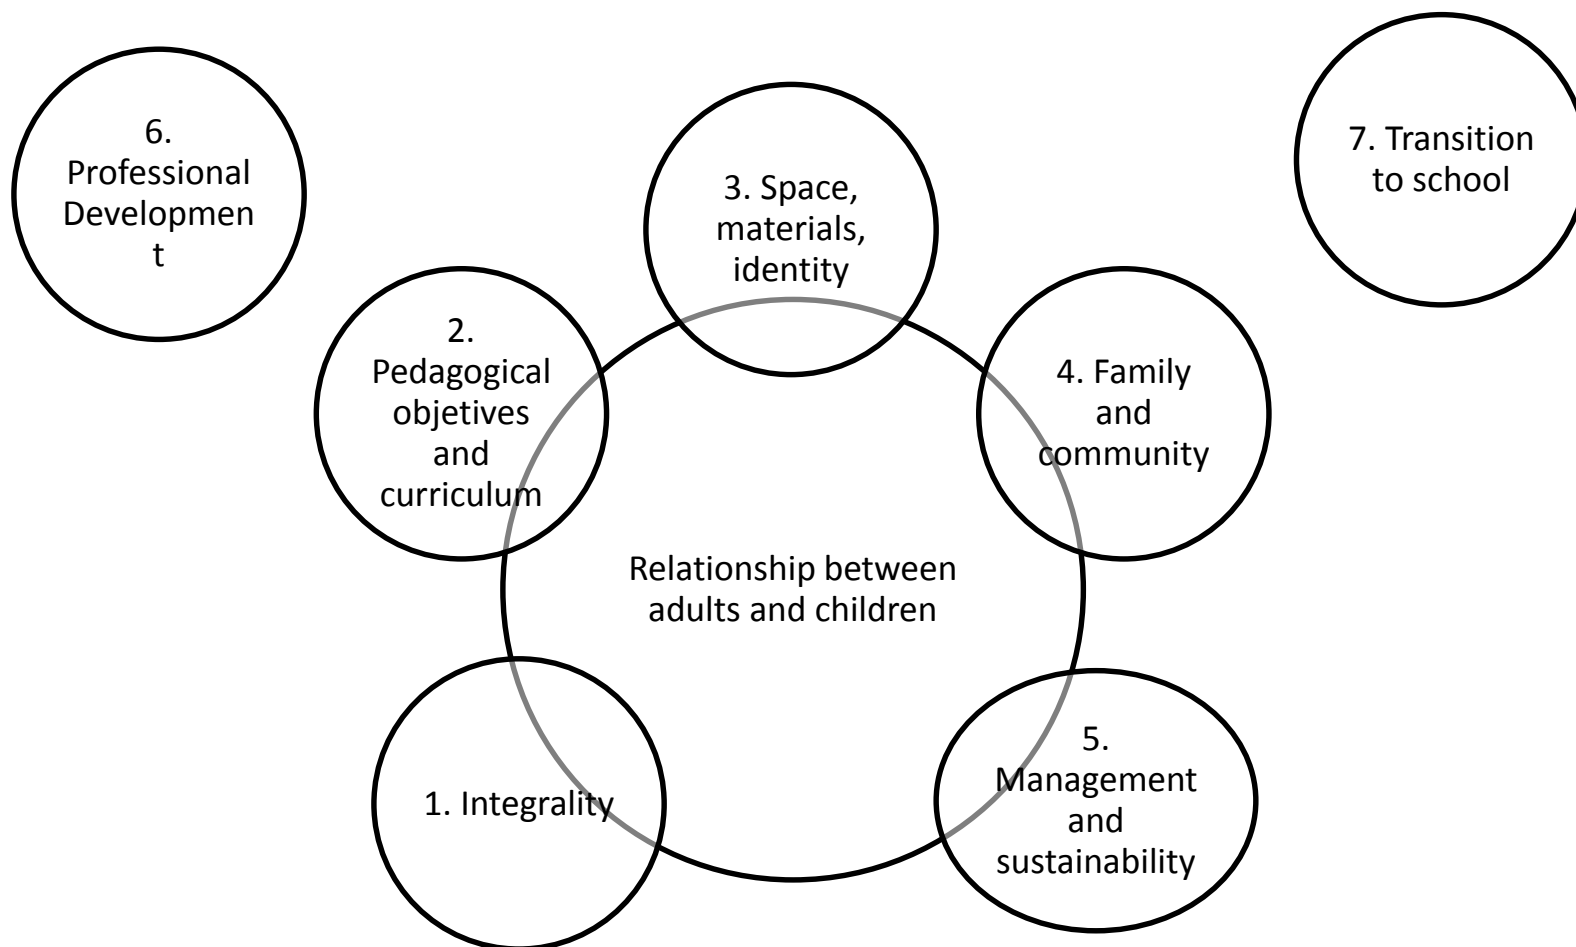 6.
Professional
Developmen
t
7. Transition
to school
3. Space,
materials,
identity
2.
Pedagogical
objetives
and
curriculum
4. Family
and
community
Relationship between
adults and children
1. Integrality
5.
Management
and
sustainability